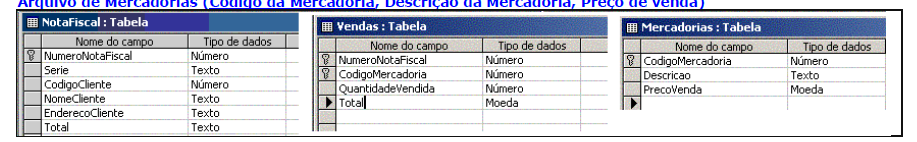 Arquivo de Mercadorias (Código da Mercadoria, Descrição da Mercadoria, Preço de venda)
NotaFiscal : Tabela
Nome do campo Tipo de dados
NumeroNotaFiscal Número
Serie Texto
CodigoCliente Número
NomeCliente Texto
EnderecoCliente Texto
Total Texto
Vendas : Tabela
Nome do campo Tipo de dados
NumeroNotaFiscal Número
CodigoMercadoria Número
QuantidadeVendida Número
Total Moeda
Mercadorias : Tabela
Nome do campo Tipo de dados
CodigoMercadoria Número
Descricao Texto
PrecoVenda Moeda